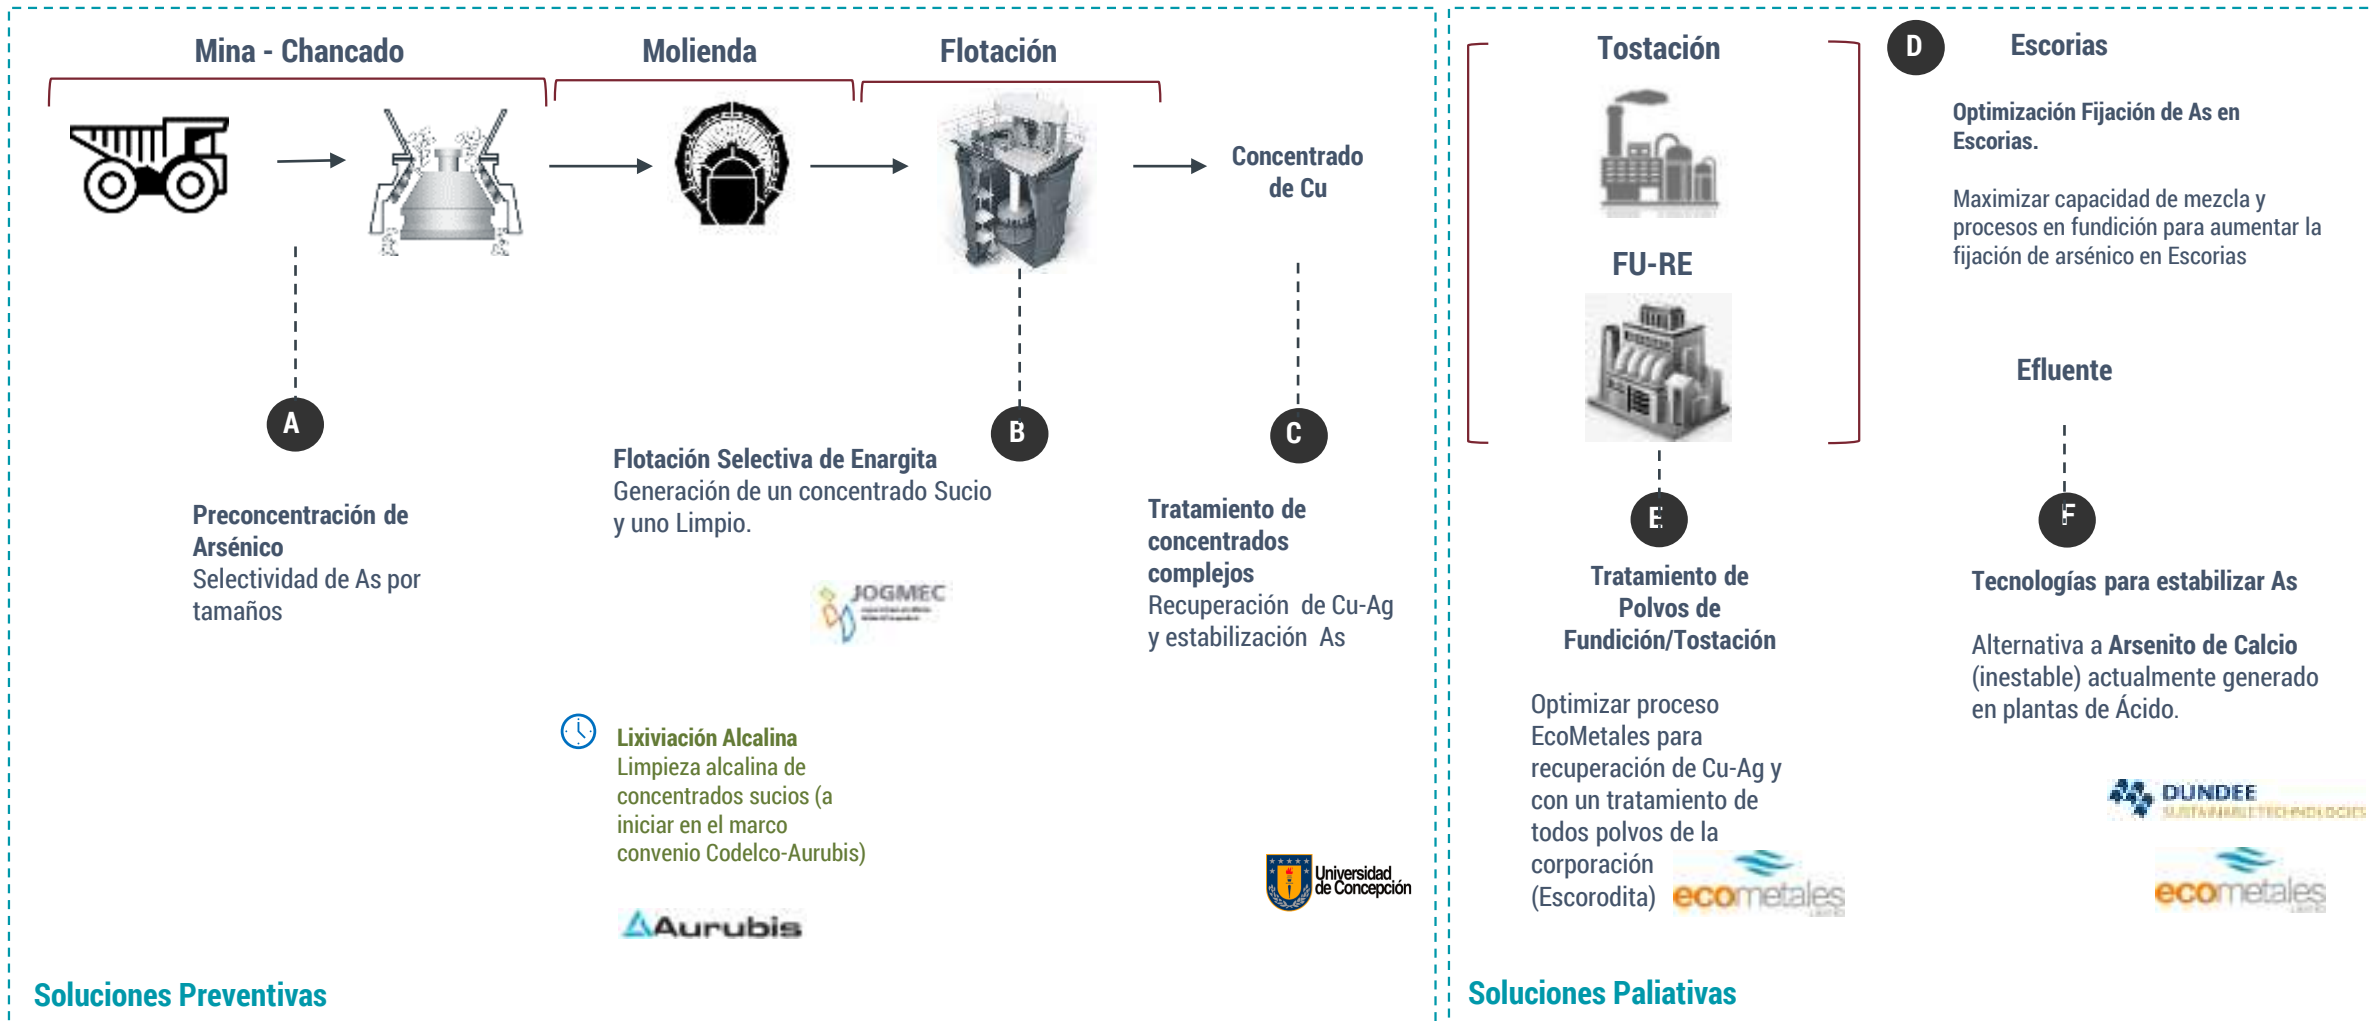 Mina - Chancado
Molienda
Flotación
Concentrado
de Cu
A
B
C
Preconcentración de
Arsénico
Selectividad de As por
tamaños
Flotación Selectiva de Enargita
Generación de un concentrado Sucio
y uno Limpio.
JOGMEC
Tratamiento de
concentrados
complejos
Recuperación de Cu-Ag
y estabilización As
Lixiviación Alcalina
Limpieza alcalina de
concentrados sucios (a
iniciar en el marco
convenio Codelco-Aurubis)
Aurubis
Universidad
de Concepción
Soluciones Preventivas
Tostación
FU-RE
D
Escorias
Optimización Fijación de As en
Escorias.
Maximizar capacidad de mezcla y
procesos en fundición para aumentar la
fijación de arsénico en Escorias
Efluente
E
F
Tratamiento de
Polvos de
Fundición/Tostación
Optimizar proceso
EcoMetales para
recuperación de Cu-Ag y
con un tratamiento de
todos polvos de la
corporación
(Escorodita)
ecometales
Tecnologías para estabilizar As
Alternativa a Arsenito de Calcio
(inestable) actualmente generado
en plantas de Ácido.
DUNDEE
SUSTAINABLE TECHNOLOGIES
ecometales
Soluciones Paliativas